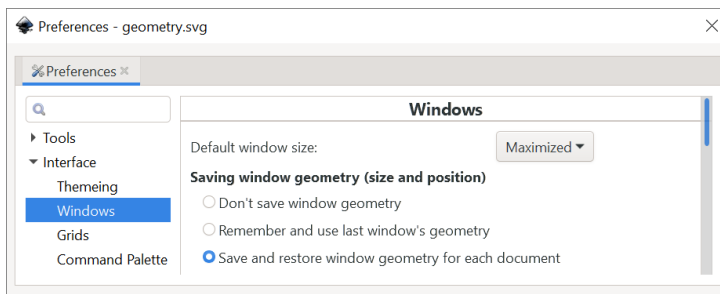 Preferences - geometry.svg
Preferences
Windows
Tools
Interface
Themeing
Windows
Grids
Command Palette
Default window size:
Maximized
Saving window geometry (size and position)
Don't save window geometry
Remember and use last window's geometry
Save and restore window geometry for each document